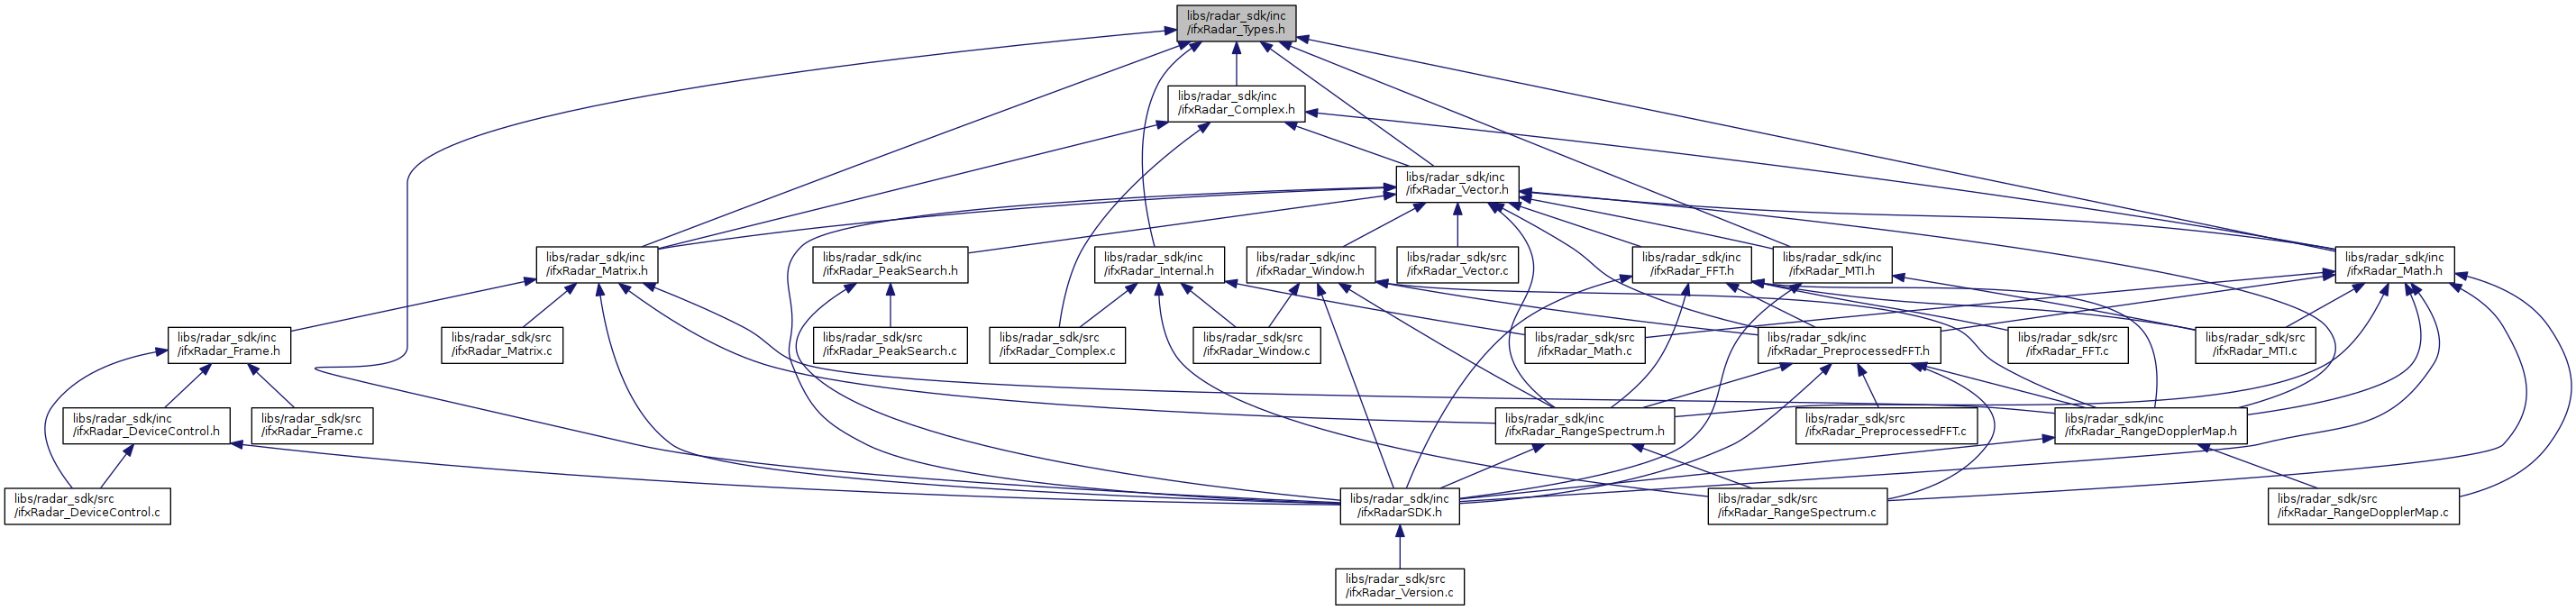 libs/radar_sdk/inc
/ifxRadar_Types.h
libs/radar_sdk/inc
/ifxRadar_Complex.h
libs/radar_sdk/inc
/ifxRadar_Vector.h
libs/radar_sdk/inc
/ifxRadar_Matrix.h
libs/radar_sdk/inc
/ifxRadar_PeakSearch.h
libs/radar_sdk/inc
/ifxRadar_Internal.h
libs/radar_sdk/inc
/ifxRadar_Window.h
libs/radar_sdk/src
/ifxRadar_Vector.c
libs/radar_sdk/inc
/ifxRadar_FFT.h
libs/radar_sdk/inc
/ifxRadar_MTI.h
libs/radar_sdk/inc
/ifxRadar_Math.h
libs/radar_sdk/inc
/ifxRadar_Frame.h
libs/radar_sdk/src
/ifxRadar_Matrix.c
libs/radar_sdk/src
/ifxRadar_PeakSearch.c
libs/radar_sdk/src
/ifxRadar_Complex.c
libs/radar_sdk/src
/ifxRadar_Window.c
libs/radar_sdk/src
/ifxRadar_Math.c
libs/radar_sdk/inc
/ifxRadar_PreprocessedFFT.h
libs/radar_sdk/src
/ifxRadar_FFT.c
libs/radar_sdk/src
/ifxRadar_MTI.c
libs/radar_sdk/inc
/ifxRadar_DeviceControl.h
libs/radar_sdk/src
/ifxRadar_Frame.c
libs/radar_sdk/inc
/ifxRadar_RangeSpectrum.h
libs/radar_sdk/src
/ifxRadar_PreprocessedFFT.c
libs/radar_sdk/inc
/ifxRadar_RangeDopplerMap.h
libs/radar_sdk/src
/ifxRadar_DeviceControl.c
libs/radar_sdk/inc
/ifxRadarSDK.h
libs/radar_sdk/src
/ifxRadar_RangeSpectrum.c
libs/radar_sdk/src
/ifxRadar_RangeDopplerMap.c
libs/radar_sdk/src
/ifxRadar_Version.c